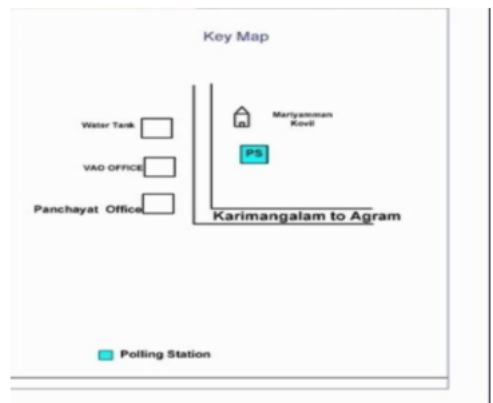 Key Map
Mariyamman
Kovil
Water Tank
PS
VAO OFFICE
Panchayat Office
Karimangalam to Agram
Polling Station